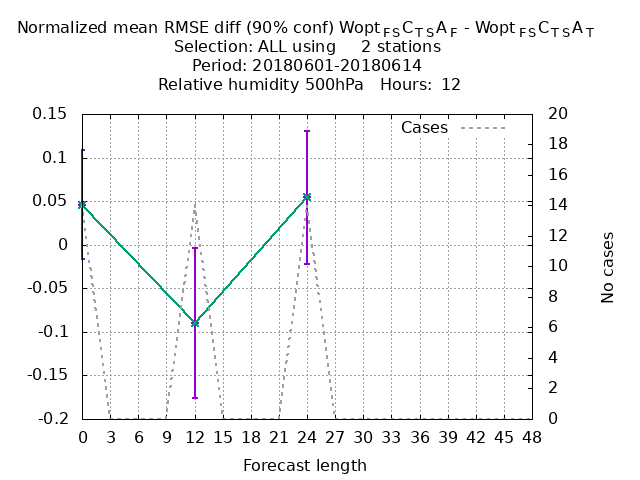 Normalized mean RMSE diff (90% conf) Wopt FS C TS A F - Wopt FS C TS A T
Selection: ALL using 2 stations
Period: 20180601-20180614
Relative humidity 500hPa Hours: 12
Cases
0.15
0.1
0.05
0
-0.05
-0.1
-0.15
-0.2
20
18
16
14
12
10
8
6
4
2
0
No cases
0 3 6 9 12 15 18 21 24 27 30 33 36 39 42 45 48
Forecast length